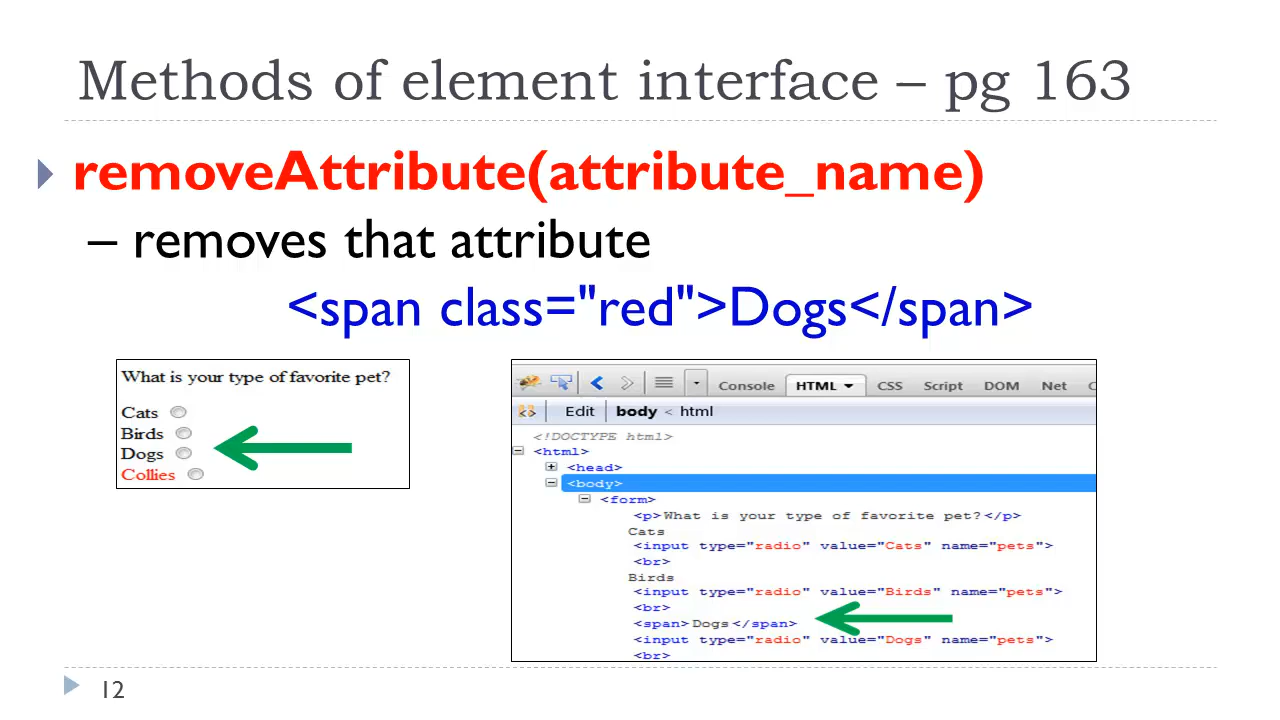 Methods of element interface – pg 163
removeAttribute(attribute_name)
– removes that attribute
<span class="red">Dogs</span>
What is your type of favorite pet?
Cats
Birds
Dogs
Collies
Console HTML CSS Script DOM Net C
Edit body < html
<!DOCTYPE html>
<html>
<head>
<body>
<form>
<p>What is your type of favorite pet?</p>
Cats
<input type="radio" value="Cats" name="pets">
<br>
Birds
<input type="radio" value="Birds" name="pets">
<br>
<span>Dogs</span>
<input type="radio" value="Dogs" name="pets">
<br>
12